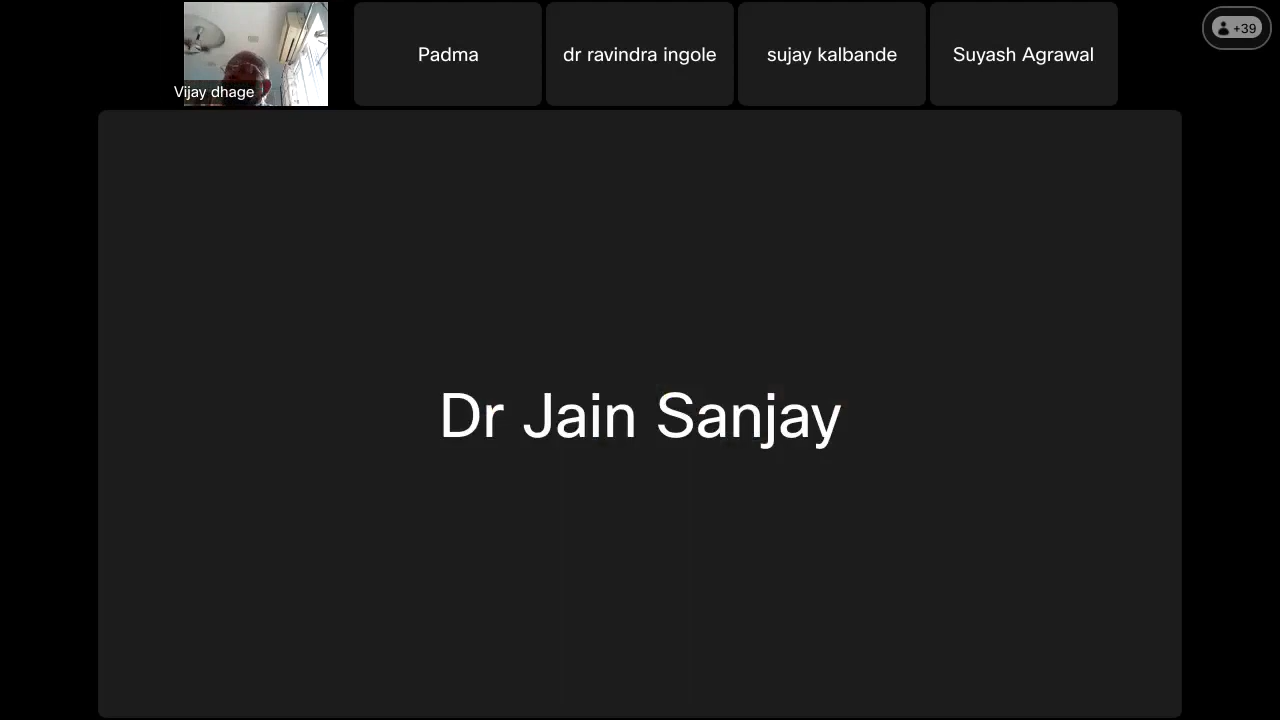 Vijay dhage
Padma
dr ravindra ingole
sujay kalbande
Suyash Agrawal
+39
Dr Jain Sanjay